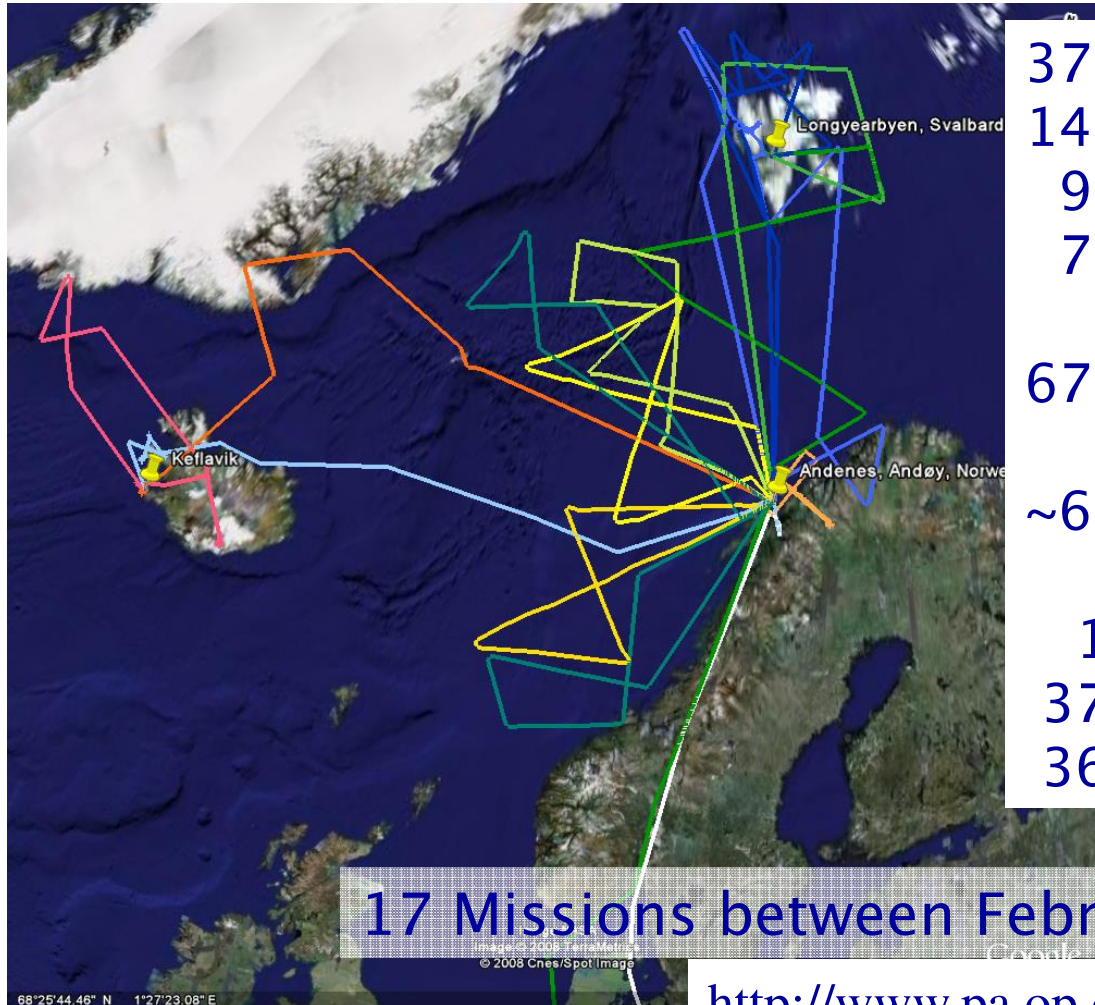 N
37
14
9
7
67
~6
1
37
36
Longyearbyen, Svalbard
Keflavik
Andenes, Andøy, Norwe
17 Missions between Febr
Image © 2008 TerraMetrics
© 2008 Cnes/Spot Image
Google
68°25'44.46" N 1°27'23.08" E
http://www.pa.op.